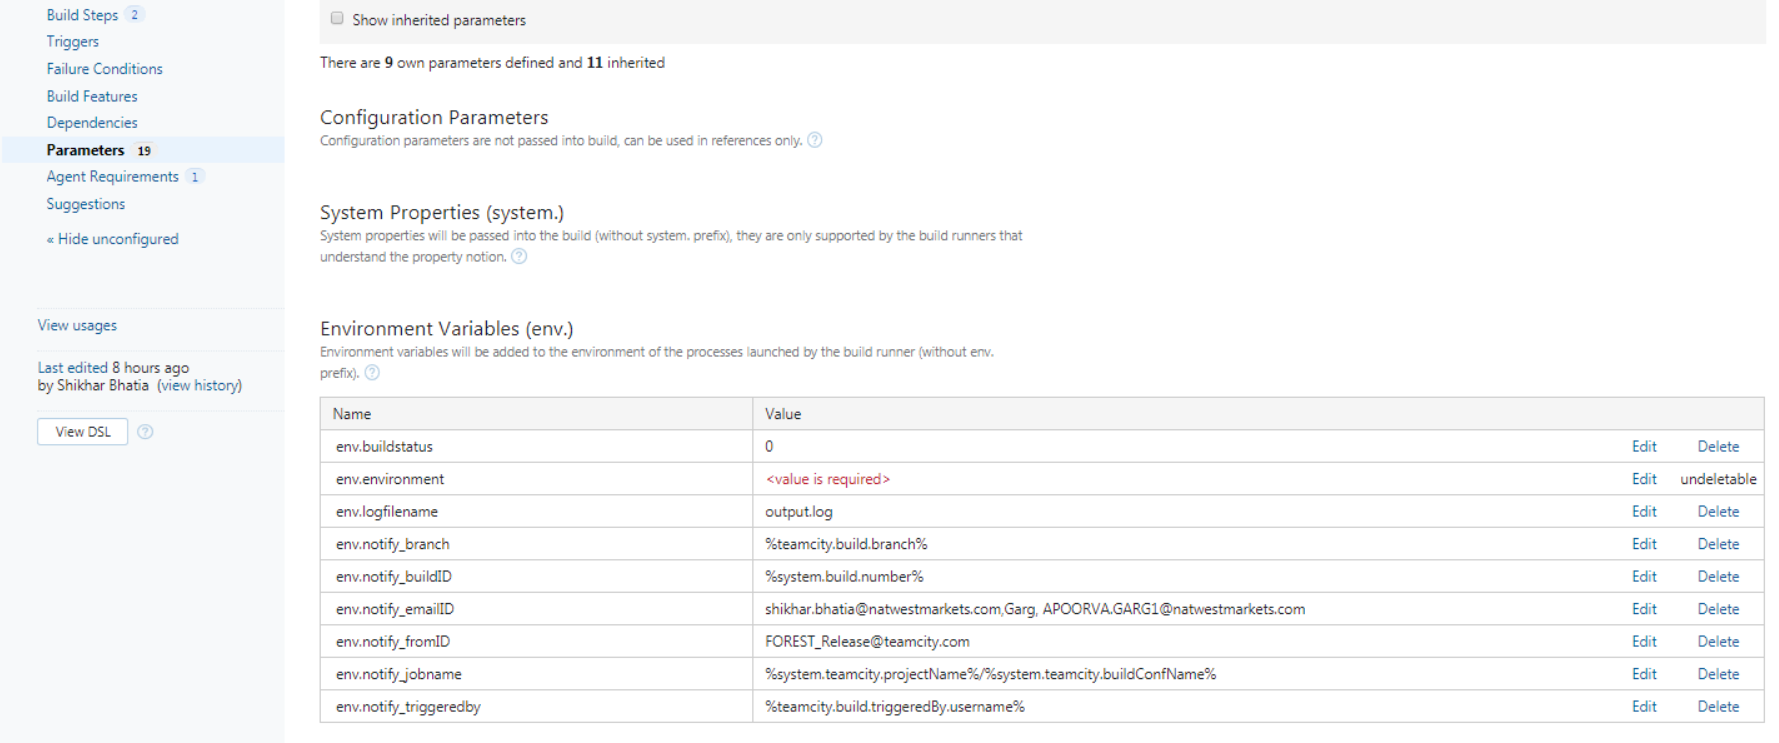 Build Steps 2
Triggers
Failure Conditions
Build Features
Dependencies
Parameters 19
Agent Requirements 1
Suggestions
« Hide unconfigured
View usages
Last edited 8 hours ago
by Shikhar Bhatia (view history)
View DSL ?
Show inherited parameters
There are 9 own parameters defined and 11 inherited
Configuration Parameters
Configuration parameters are not passed into build, can be used in references only. ?
System Properties (system.)
System properties will be passed into the build (without system. prefix), they are only supported by the build runners that
understand the property notion. ?
Environment Variables (env.)
Environment variables will be added to the environment of the processes launched by the build runner (without env.
prefix). ?
Name Value
env.buildstatus 0 Edit Delete
env.environment <value is required> Edit undeletable
env.logfilename output.log Edit Delete
env.notify_branch %teamcity.build.branch% Edit Delete
env.notify_buildID %system.build.number% Edit Delete
env.notify_emailID shikhar.bhatia@natwestmarkets.com,Garg, APOORVA.GARG1@natwestmarkets.com Edit Delete
env.notify_fromID FOREST_Release@teamcity.com Edit Delete
env.notify_jobname %system.teamcity.projectName%/%system.teamcity.buildConfName% Edit Delete
env.notify_triggeredby %teamcity.build.triggeredBy.username% Edit Delete